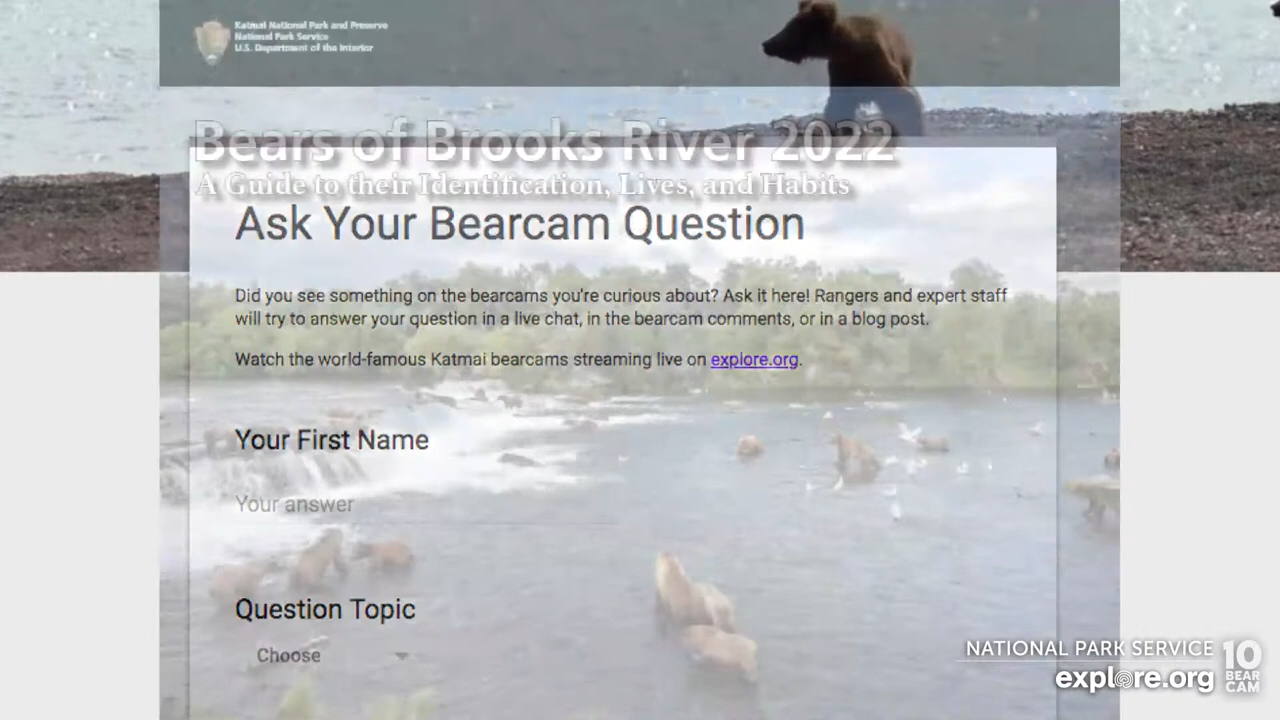 Katmai National Park and Preserve
National Park Service
U.S. Department of the Interior
Bears of Brooks River 2022
A Guide to their Identification, Lives, and Habits
Ask Your Bearcam Question
Did you see something on the bearcams you're curious about? Ask it here! Rangers and expert staff
will try to answer your question in a live chat, in the bearcam comments, or in a blog post.
Watch the world-famous Katmai bearcams streaming live on explore.org.
Your First Name
Your answer
Question Topic
Choose
NATIONAL PARK SERVICE
explore.org
10
BEAR
CAM